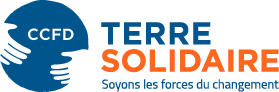 CCFD
TERRE
SOLIDAIRE
Soyons les forces du changement